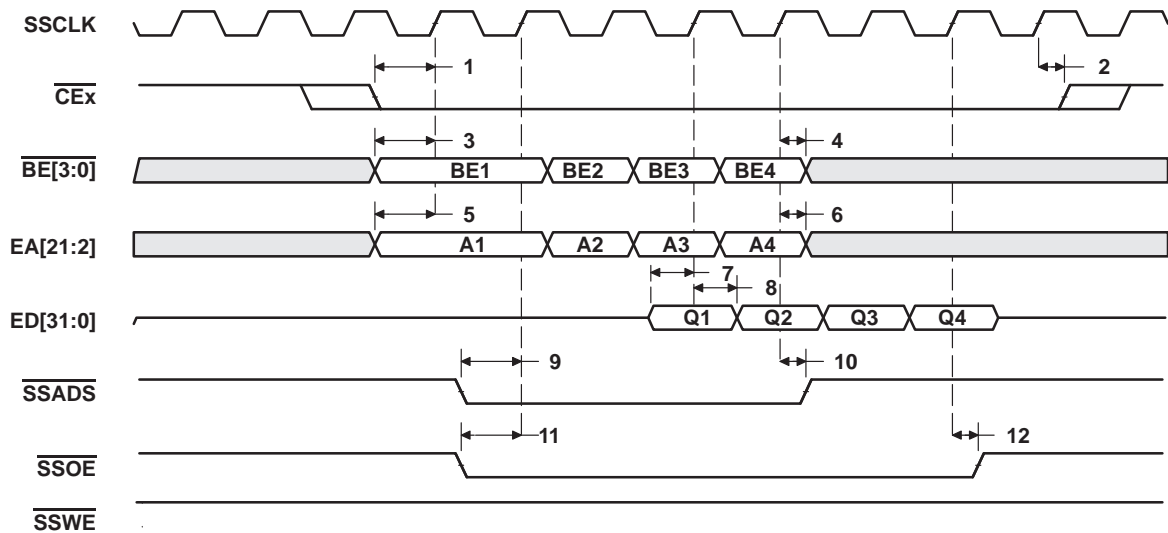 SSCLK
1
2
CEx
3
4
BE[3:0]
BE1 BE2 BE3 BE4
5
6
EA[21:2]
A1 A2 A3 A4
7
8
ED[31:0]
Q1 Q2 Q3 Q4
9
10
SSADS
11
12
SSOE
SSWE